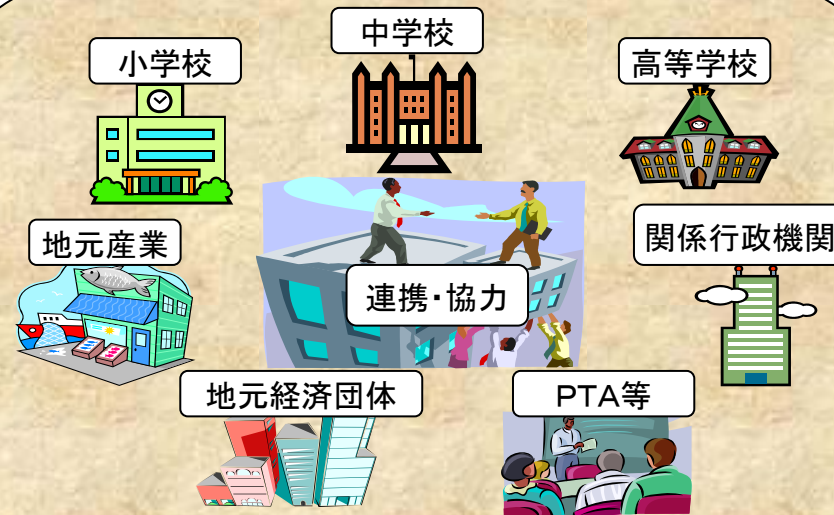 中学校
小学校
高等学校
地元産業
関係行政機関
連携・協力
地元経済団体
PTA等